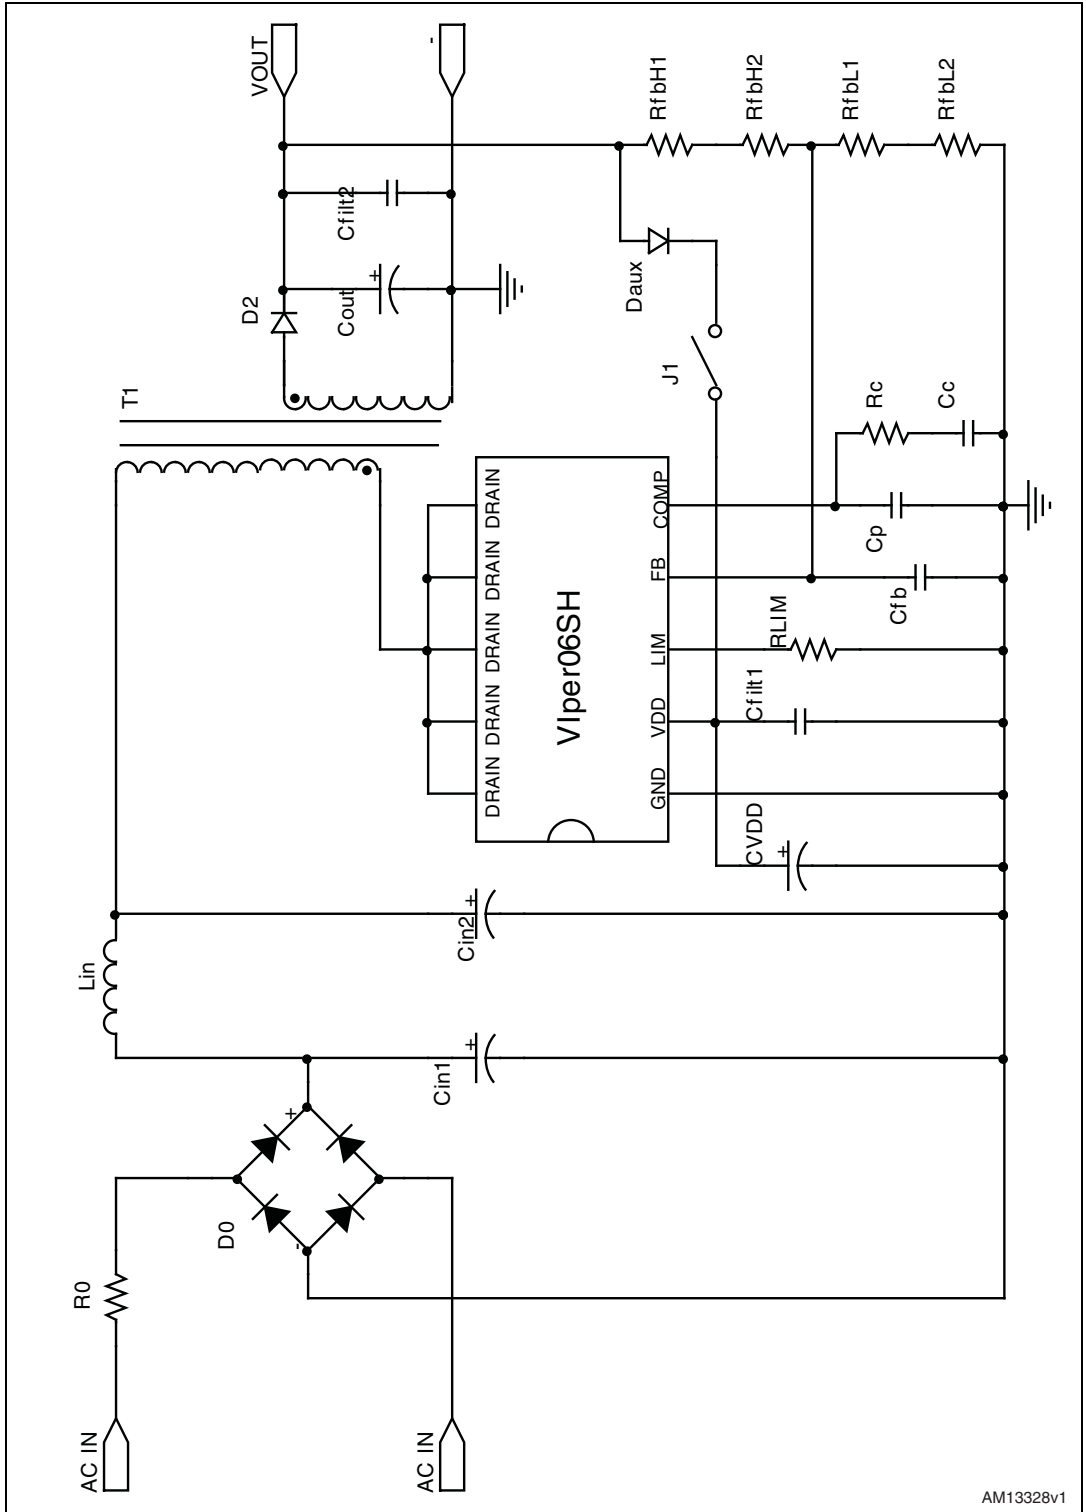 AC IN
AC IN
R0
D0
+
-
Lin
Cin1
+
Cin2
+
T1
D2
Cout
+
Cfilt2
VOUT
-
VIper06SH
DRAIN DRAIN DRAIN DRAIN DRAIN
GND
VDD
LIM
FB
COMP
CVDD
+
Cfilt1
RLIM
Cfb
Cp
Rc
Cc
J1
Daux
RfbH1
RfbH2
RfbL1
RfbL2
AM13328v1